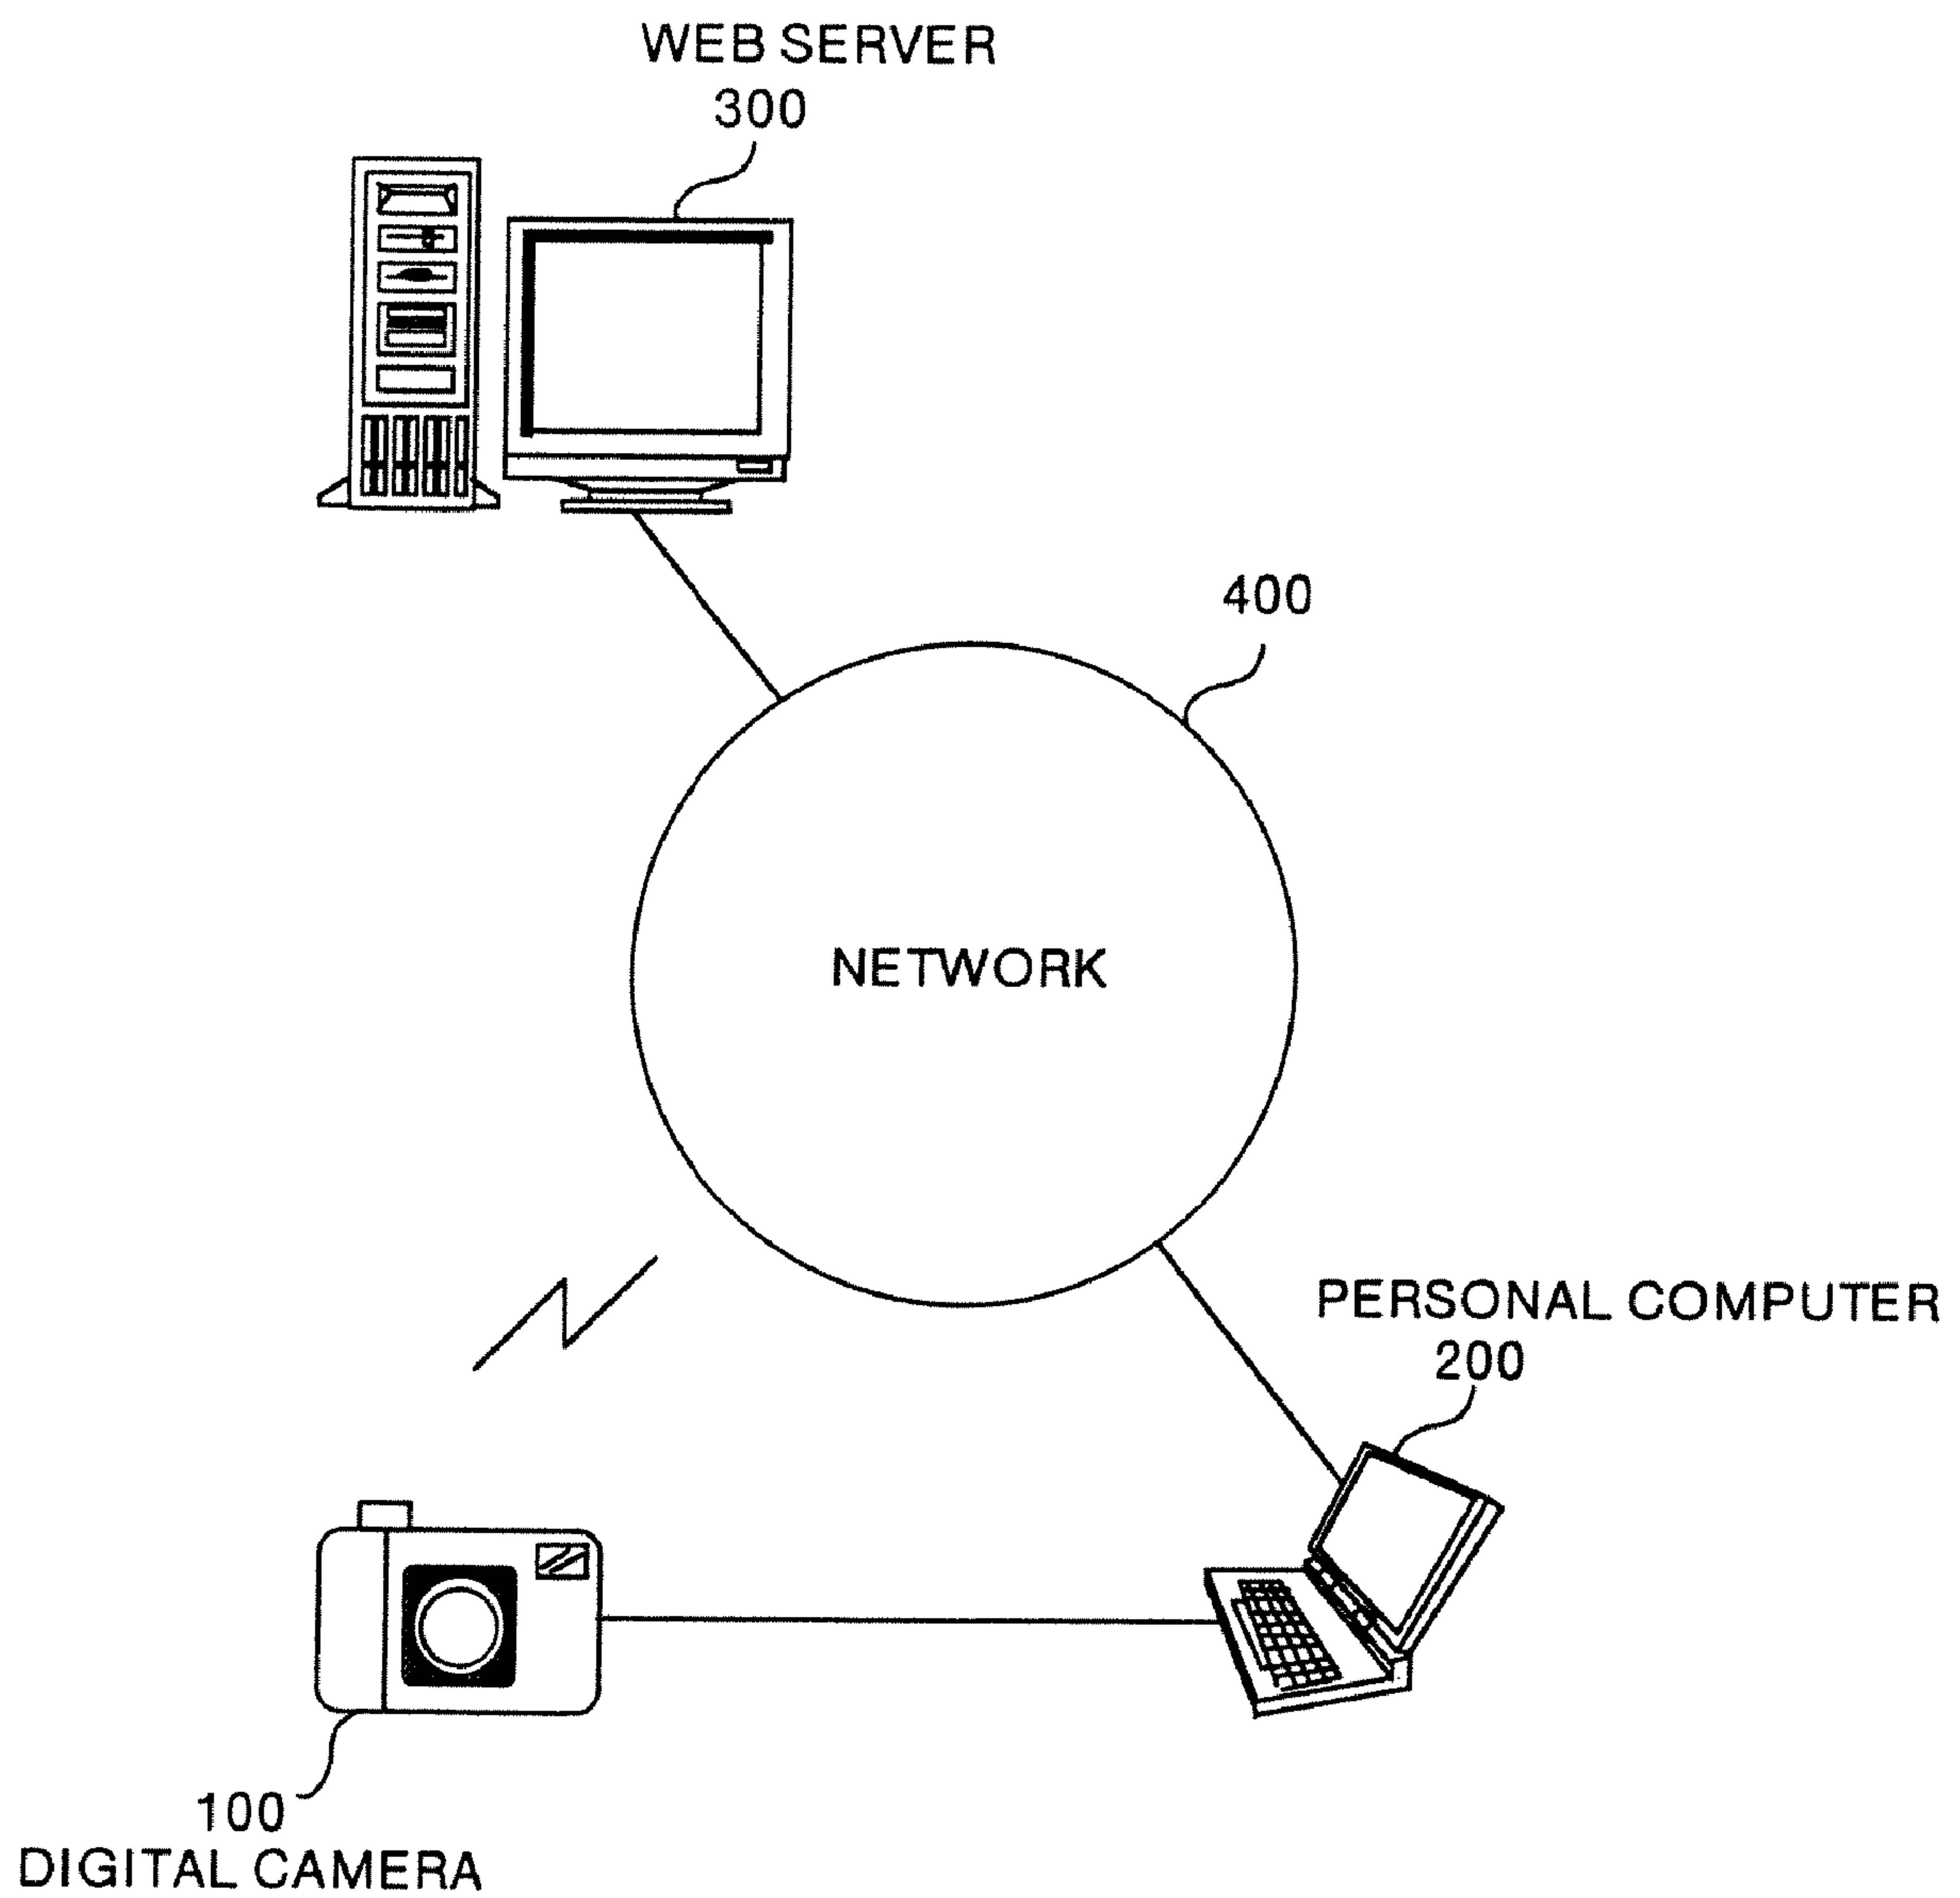 WEB SERVER
300
400
NETWORK
PERSONAL COMPUTER
200
100
DIGITAL CAMERA